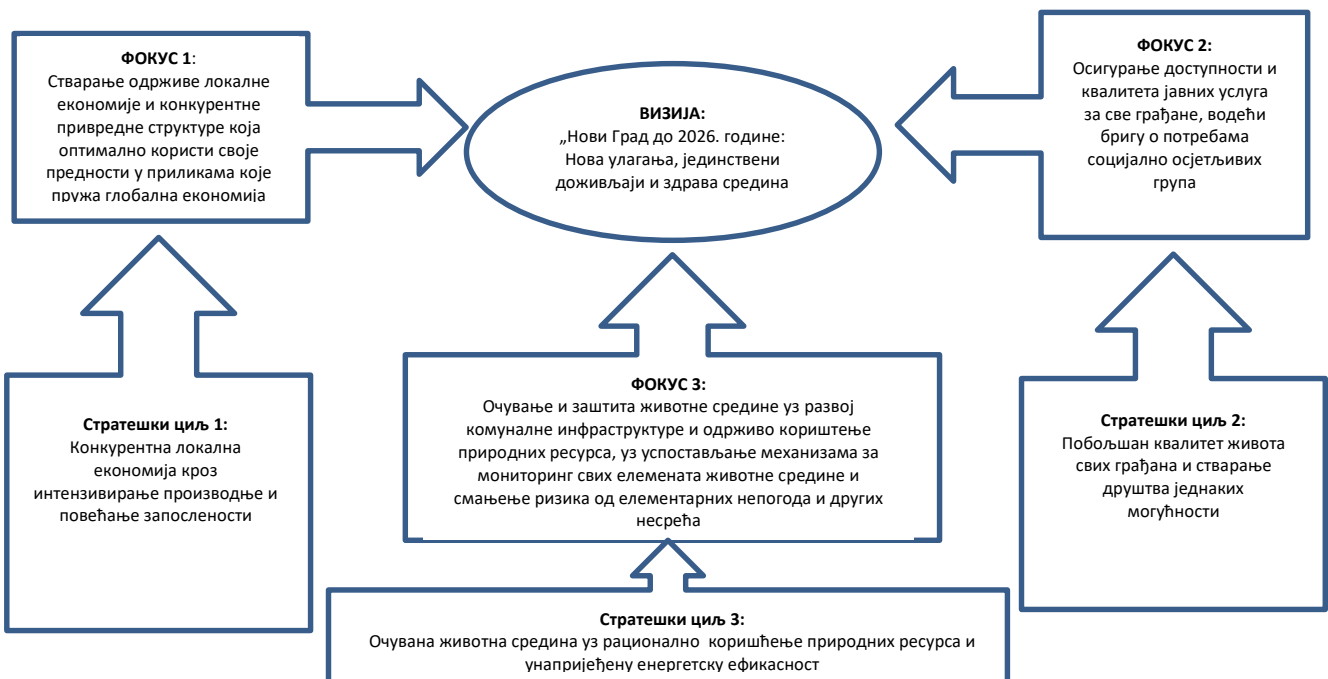 ФОКУС 1:
Стварање одрживе локалне
економије и конкурентне
привредне структуре која
оптимално користи своје
предности у приликама које
пружа глобална економија
ВИЗИЈА:
„Нови Град до 2026. године:
Нова улагања, јединствени
доживљаји и здрава средина
ФОКУС 2:
Осигурање доступности и
квалитета јавних услуга
за све грађане, водећи
бригу о потребама
социјално осјетљивих
група
Стратешки циљ 1:
Конкурентна локална
економија кроз
интензивирање производње и
повећање запослености
ФОКУС 3:
Очување и заштита животне средине уз развој
комуналне инфраструктуре и одрживо кориштење
природних ресурса, уз успостављање механизама за
мониторинг свих елемената животне средине и
смањење ризика од елементарних непогода и других
несрећа
Стратешки циљ 2:
Побољшан квалитет живота
свих грађана и стварање
друштва једнаких
могућности
Стратешки циљ 3:
Очувана животна средина уз рационално коришћење природних ресурса и
унапријеђену енергетску ефикасност